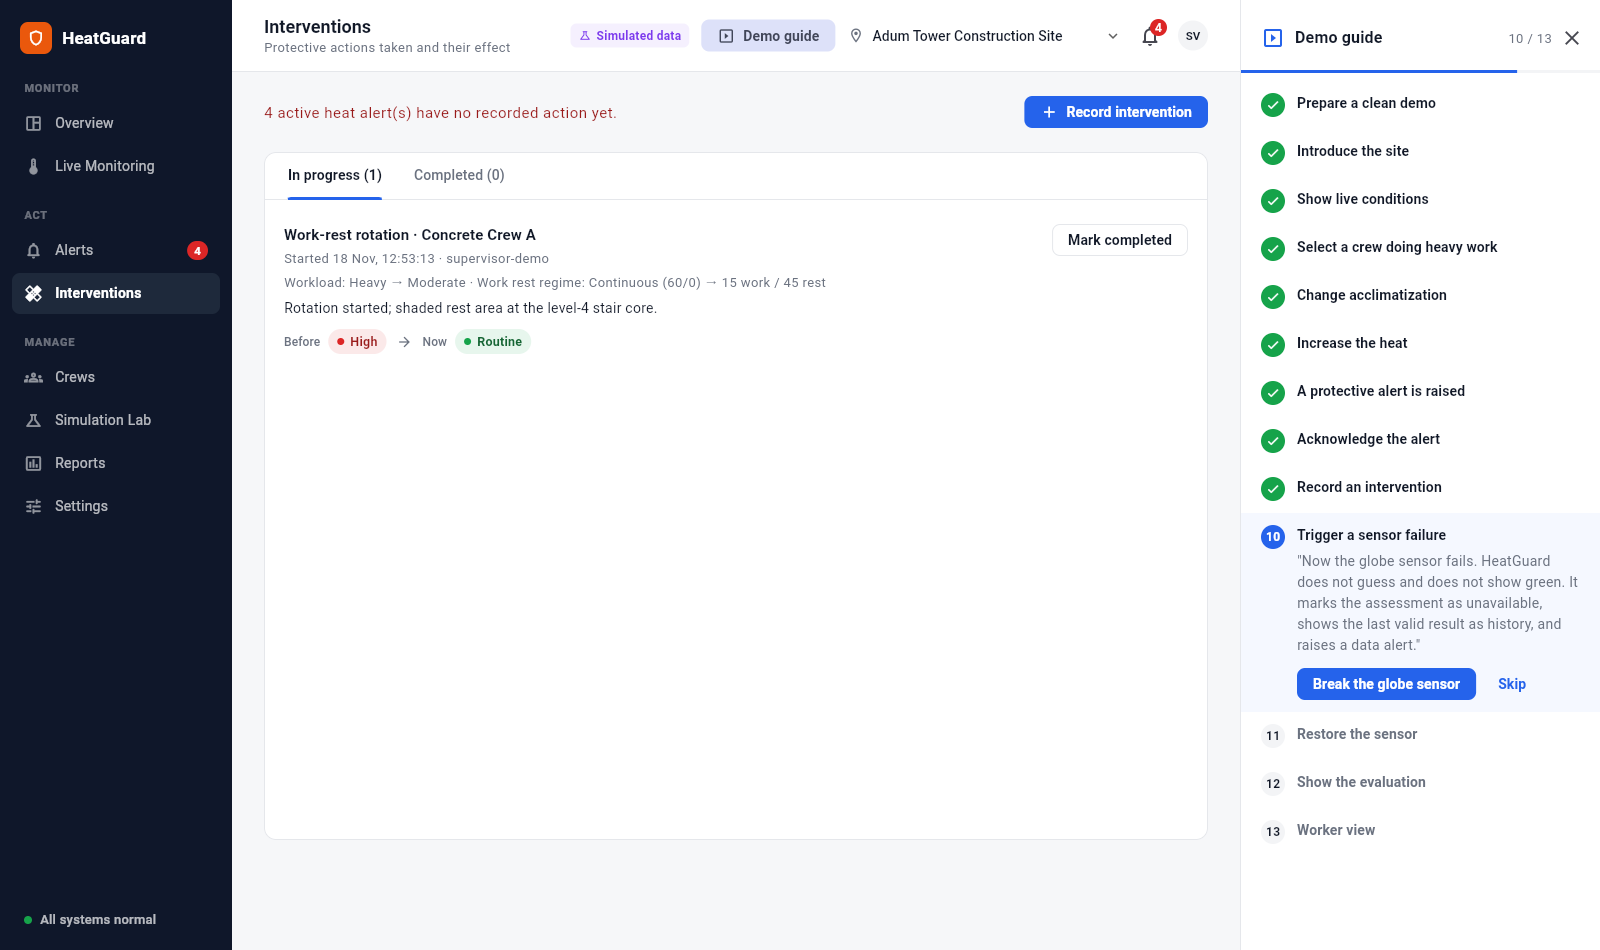 HeatGuard
MONITOR
Overview
Live Monitoring
ACT
Alerts
4
Interventions
MANAGE
Crews
Simulation Lab
Reports
Settings
All systems normal
Interventions
Protective actions taken and their effect
Simulated data
Demo guide
Adum Tower Construction Site
4
SV
4 active heat alert(s) have no recorded action yet.
Record intervention
In progress (1)
Completed (0)
Work-rest rotation · Concrete Crew A
Mark completed
Started 18 Nov, 12:53:13 · supervisor-demo
Workload: Heavy → Moderate · Work rest regime: Continuous (60/0) → 15 work / 45 rest
Rotation started; shaded rest area at the level-4 stair core.
Before High → Now Routine
Demo guide
10 / 13
Prepare a clean demo
Introduce the site
Show live conditions
Select a crew doing heavy work
Change acclimatization
Increase the heat
A protective alert is raised
Acknowledge the alert
Record an intervention
10 Trigger a sensor failure
"Now the globe sensor fails. HeatGuard
does not guess and does not show green. It
marks the assessment as unavailable,
shows the last valid result as history, and
raises a data alert."
Break the globe sensor
Skip
11 Restore the sensor
12 Show the evaluation
13 Worker view